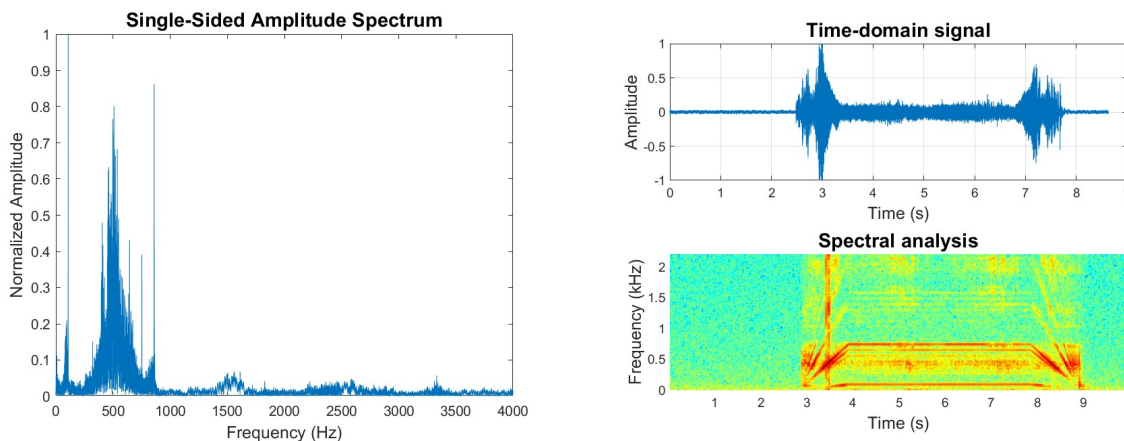 Single-Sided Amplitude Spectrum
1
0.9
0.8
0.7
0.6
0.5
0.4
0.3
0.2
0.1
0
Normalized Amplitude
0 500 1000 1500 2000 2500 3000 3500 4000
Frequency (Hz)
Time-domain signal
1
0.5
0
-0.5
-1
Amplitude
0 1 2 3 4 5 6 7 8 9
Time (s)
Spectral analysis
2
1.5
1
0.5
0
Frequency (kHz)
1 2 3 4 5 6 7 8 9
Time (s)